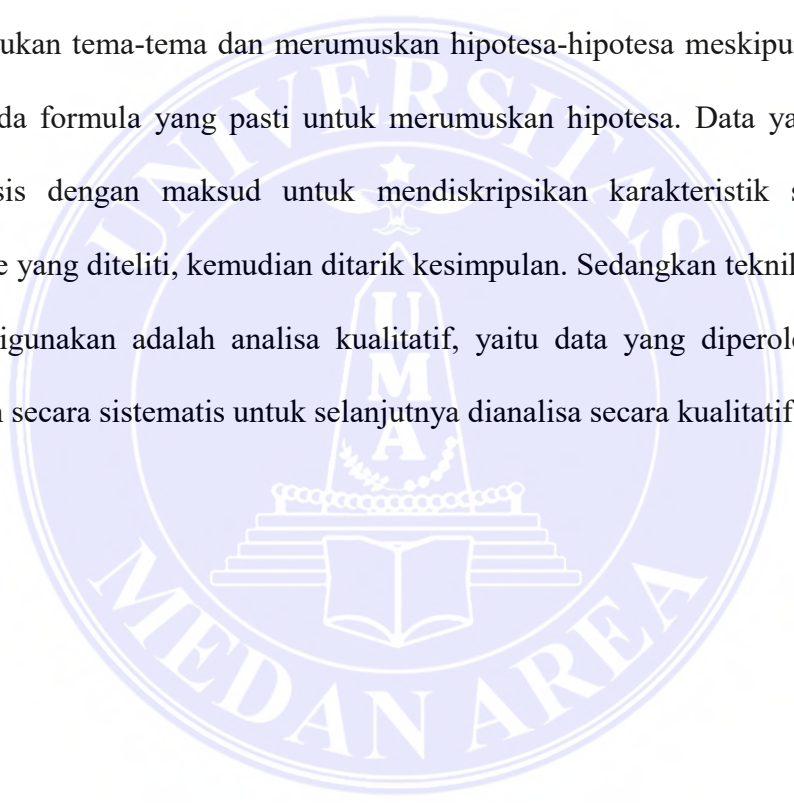 ukan tema-tema dan merumuskan hipotesa-hipotesa meskipu
da formula yang pasti untuk merumuskan hipotesa. Data ya
sis dengan maksud untuk mendiskripsikan karakteristik s
e yang diteliti, kemudian ditarik kesimpulan. Sedangkan teknik
igunakan adalah analisa kualitatif, yaitu data yang diperol
secara sistematis untuk selanjutnya dianalisa secara kualitatif
UNIVERSITAS
UMA
MEDAN AREA